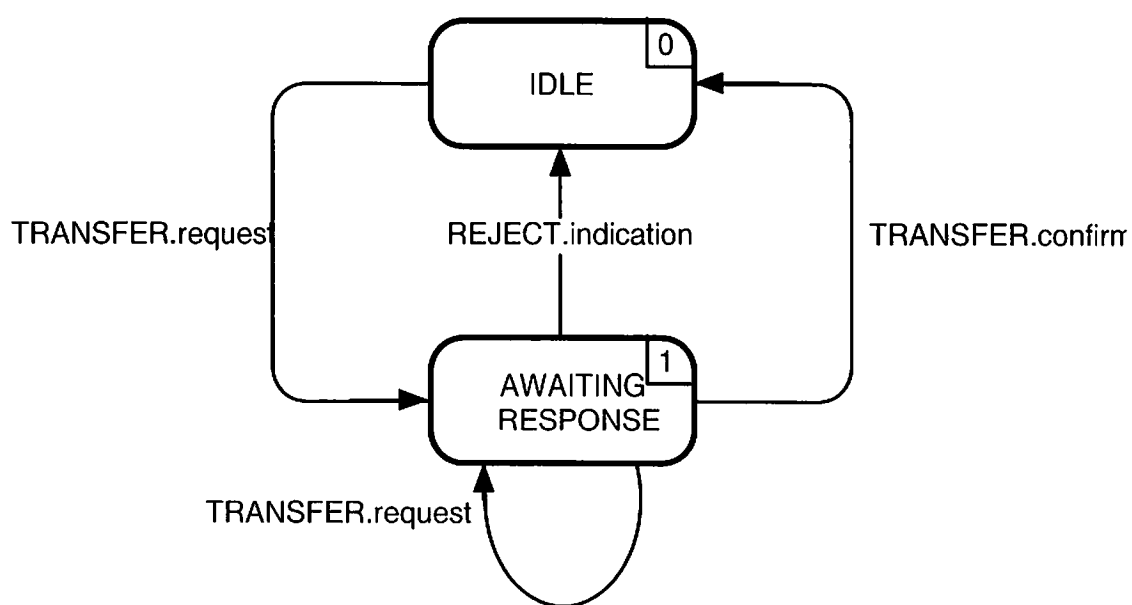 0
IDLE
TRANSFER.request
REJECT.indication
TRANSFER.confirm
1
AWAITING
RESPONSE
TRANSFER.request